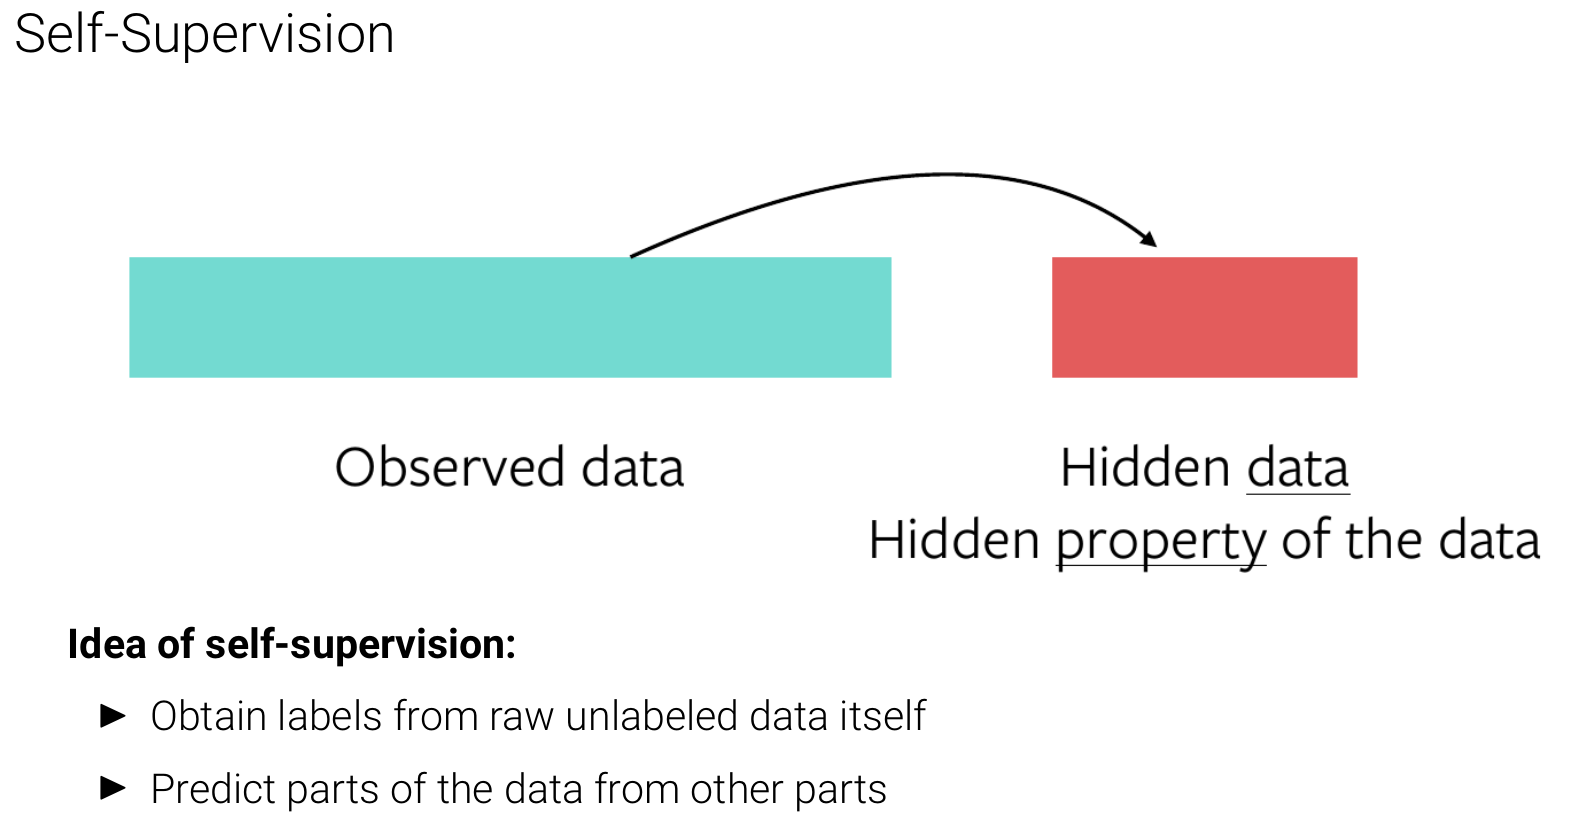 Self-Supervision
Observed data
Hidden data
Hidden property of the data
Idea of self-supervision:
► Obtain labels from raw unlabeled data itself
► Predict parts of the data from other parts